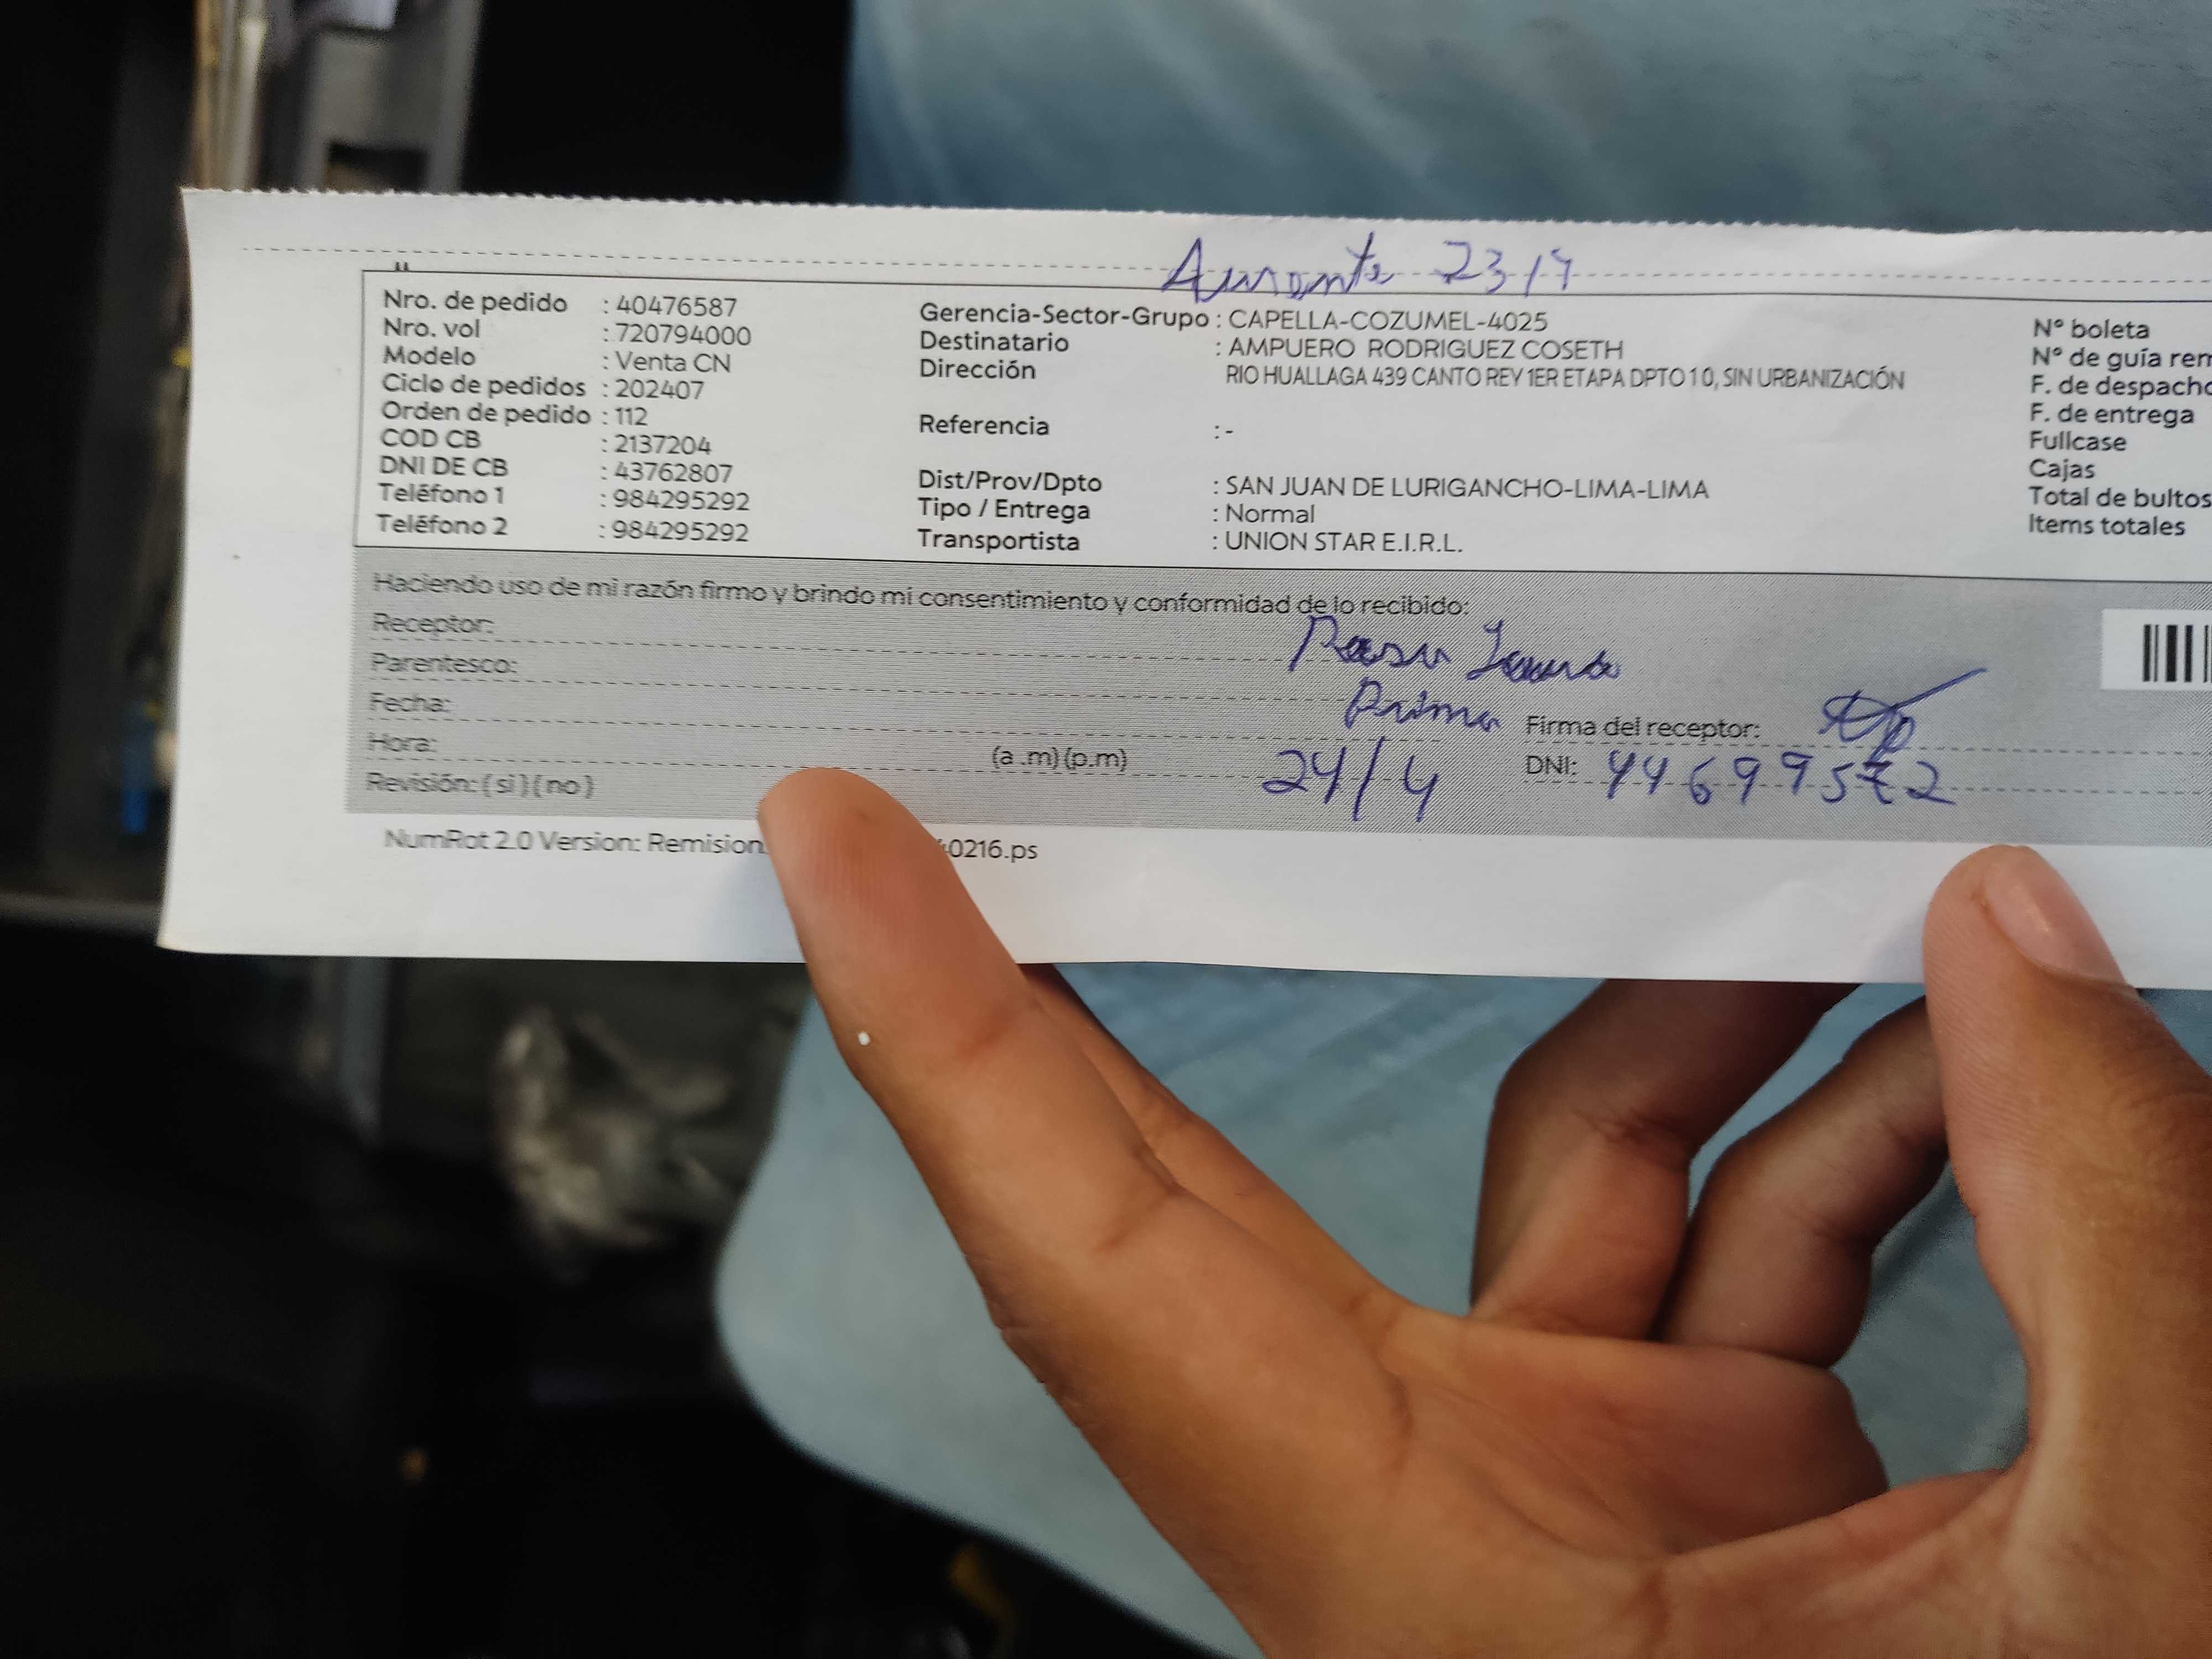 Ausente 23/4
Nro. de pedido : 40476587
Nro. vol : 720794000
Modelo : Venta CN
Ciclo de pedidos : 202407
Orden de pedido : 112
COD CB : 2137204
DNI DE CB : 43762807
Teléfono 1 : 984295292
Teléfono 2 : 984295292
Gerencia-Sector-Grupo : CAPELLA-COZUMEL-4025
Destinatario : AMPUERO RODRIGUEZ COSETH
Dirección RIO HUALLAGA 439 CANTO REY 1ER ETAPA DPTO 1 0, SIN URBANIZACIÓN
Referencia : -
Dist/Prov/Dpto : SAN JUAN DE LURIGANCHO-LIMA-LIMA
Tipo / Entrega : Normal
Transportista : UNION STAR E.I.R.L.
N° boleta
N° de guía rem
F. de despacho
F. de entrega
Fullcase
Cajas
Total de bultos
Items totales
Haciendo uso de mi razón firmo y brindo mi consentimiento y conformidad de lo recibido:
Receptor:
Parentesco: Prima
Fecha: 24/4
Hora: (a .m) (p.m)
Revisión: ( si ) ( no )
Firma del receptor:
DNI:
NumRot 2.0 Version: Remision 40216.ps